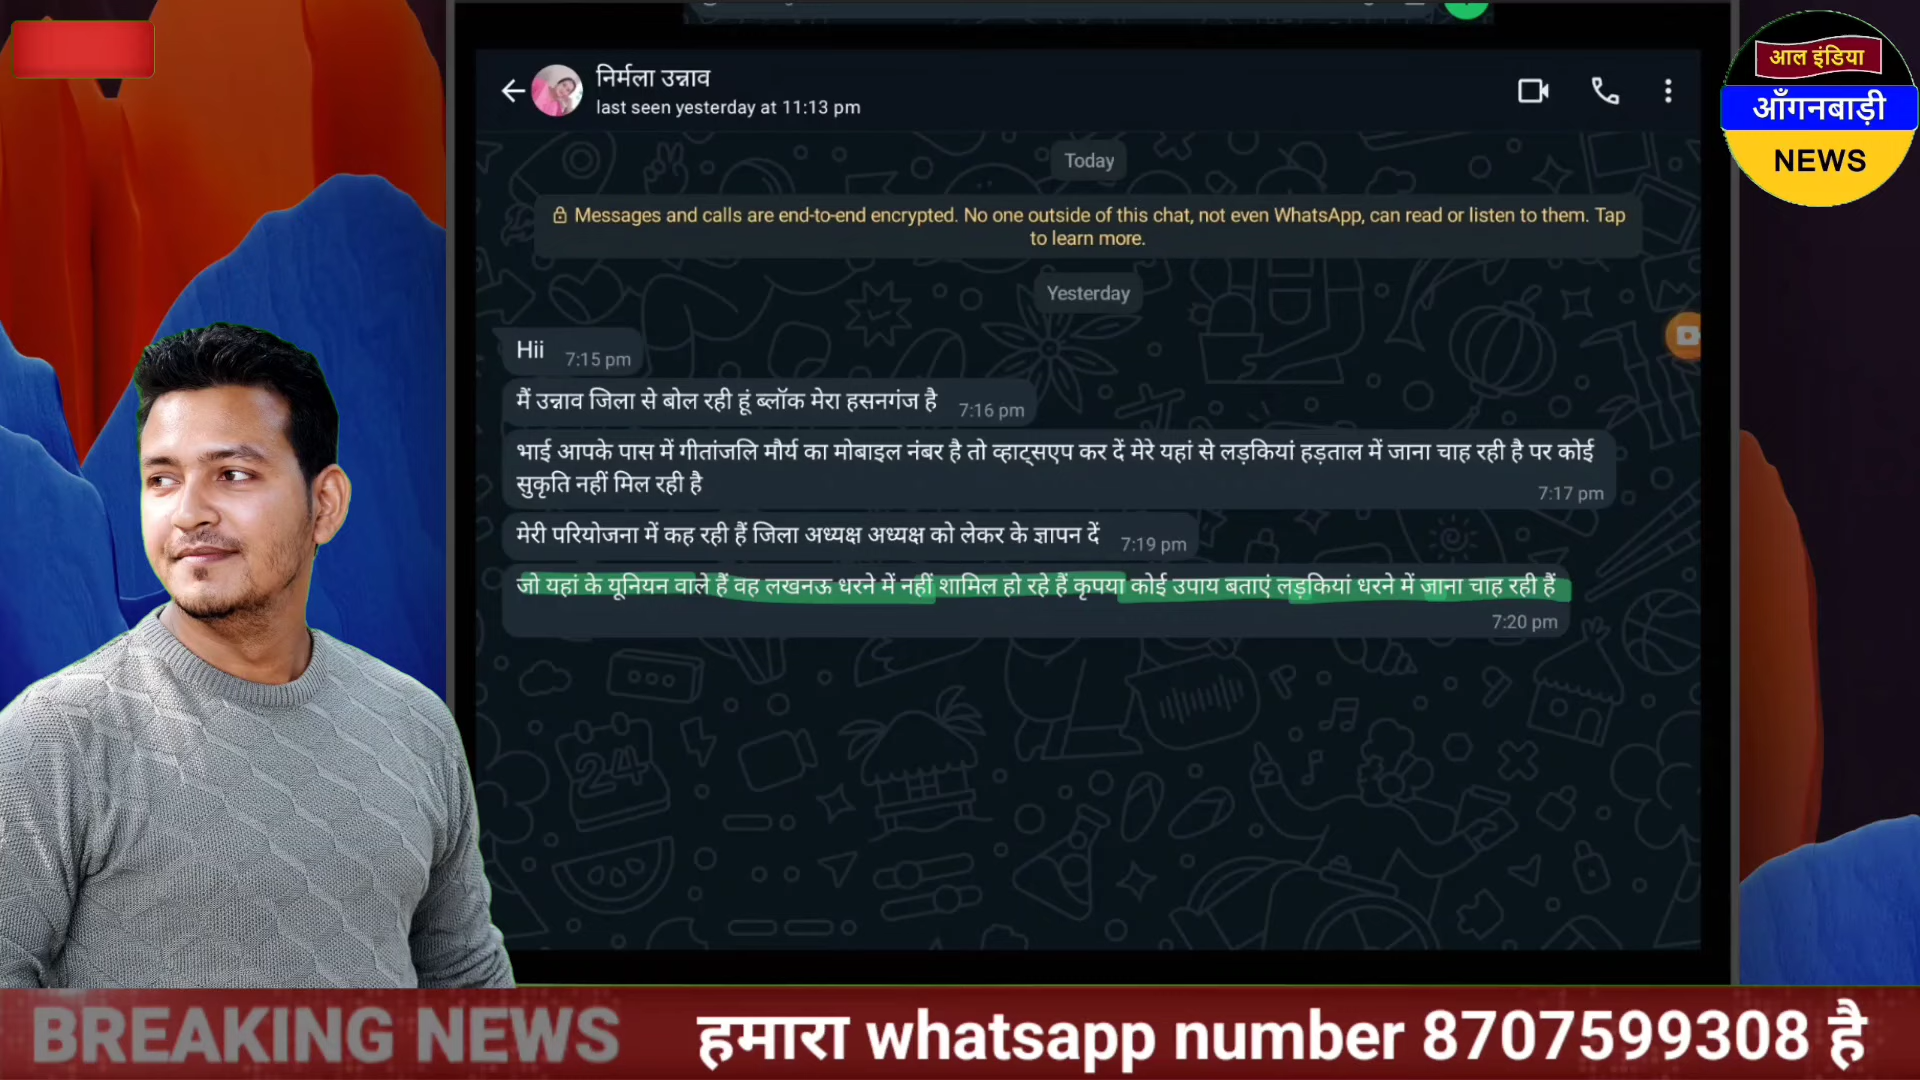 आल इंडिया
आँगनबाड़ी
NEWS
निर्मला उन्नाव
last seen yesterday at 11:13 pm
Today
Messages and calls are end-to-end encrypted. No one outside of this chat, not even WhatsApp, can read or listen to them. Tap
to learn more.
Yesterday
Hii 7:15 pm
मैं उन्नाव जिला से बोल रही हूं ब्लॉक मेरा हसनगंज है 7:16 pm
भाई आपके पास में गीतांजलि मौर्य का मोबाइल नंबर है तो व्हाट्सएप कर दें मेरे यहां से लड़कियां हड़ताल में जाना चाह रही है पर कोई
सुकृति नहीं मिल रही है
7:17 pm
मेरी परियोजना में कह रही हैं जिला अध्यक्ष अध्यक्ष को लेकर के ज्ञापन दें 7:19 pm
जो यहां के यूनियन वाले हैं वह लखनऊ धरने में नहीं शामिल हो रहे हैं कृपया कोई उपाय बताएं लड़कियां धरने में जाना चाह रही हैं
7:20 pm
BREAKING NEWS
हमारा whatsapp number 8707599308 है